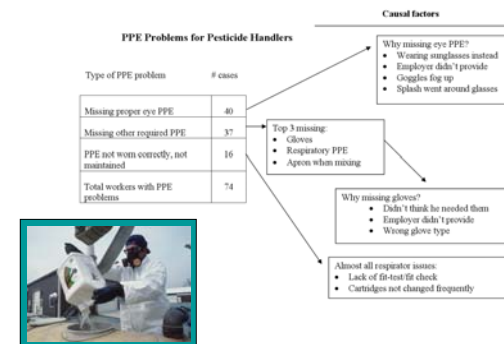 Causal factors
PPE Problems for Pesticide Handlers
Type of PPE problem # cases
Missing proper eye PPE 40
Missing other required PPE 37
PPE not worn correctly, not
maintained 16
Total workers with PPE
problems 74
Why missing eye PPE?
• Wearing sunglasses instead
• Employer didn't provide
• Goggles fog up
• Splash went around glasses
Top 3 missing:
• Gloves
• Respiratory PPE
• Apron when mixing
Why missing gloves?
• Didn't think he needed them
• Employer didn't provide
• Wrong glove type
Almost all respirator issues:
• Lack of fit-test/fit check
• Cartridges not changed frequently